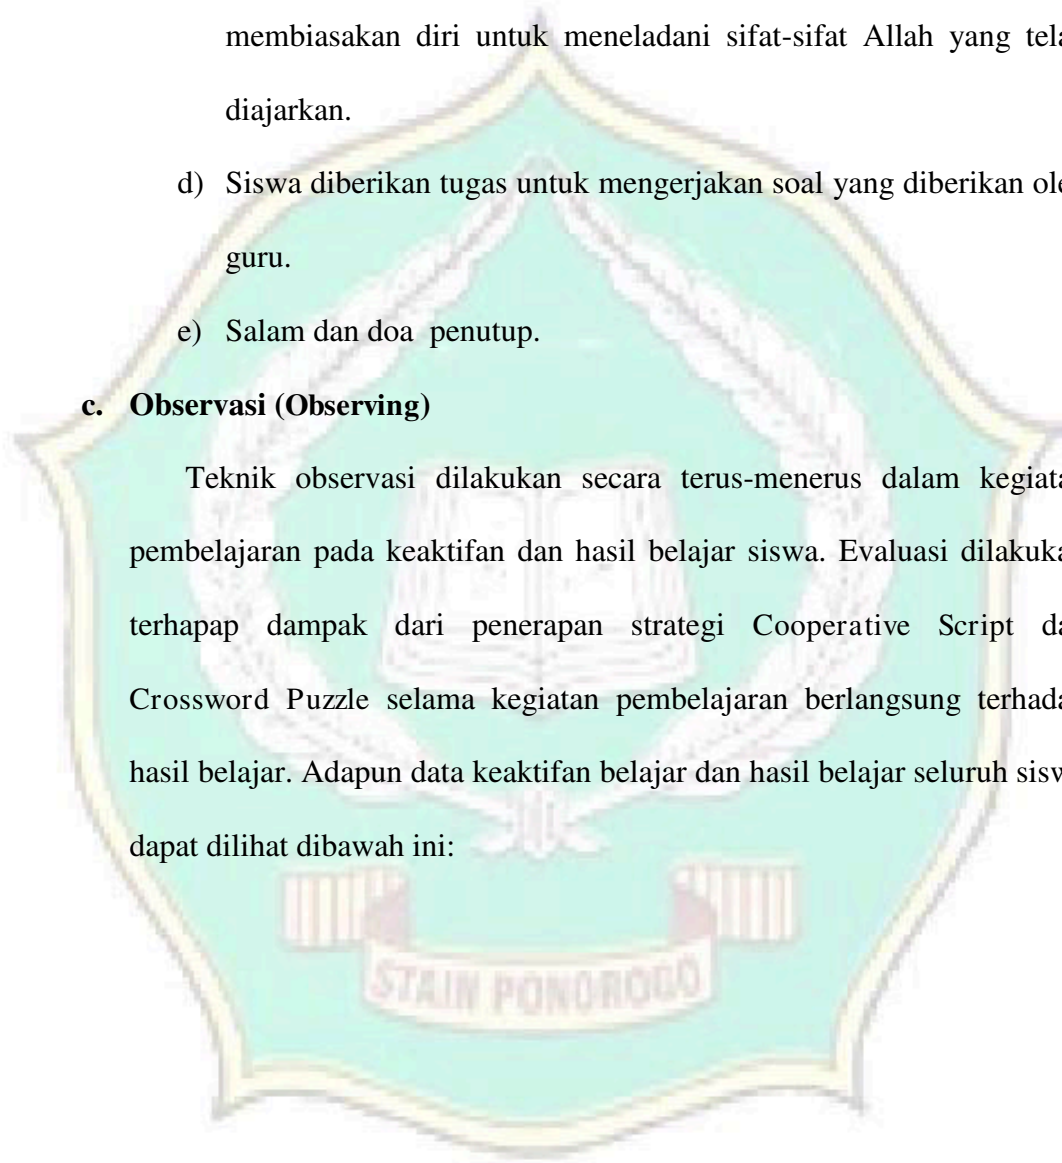 membiasakan diri untuk meneladani sifat-sifat Allah yang tela
diajarkan.
d) Siswa diberikan tugas untuk mengerjakan soal yang diberikan ole
guru.
e) Salam dan doa penutup.
c. Observasi (Observing)
Teknik observasi dilakukan secara terus-menerus dalam kegiata
pembelajaran pada keaktifan dan hasil belajar siswa. Evaluasi dilakuka
terhapap dampak dari penerapan strategi Cooperative Script da
Crossword Puzzle selama kegiatan pembelajaran berlangsung terhada
hasil belajar. Adapun data keaktifan belajar dan hasil belajar seluruh sisw
dapat dilihat dibawah ini:
STAIN PONOROGO